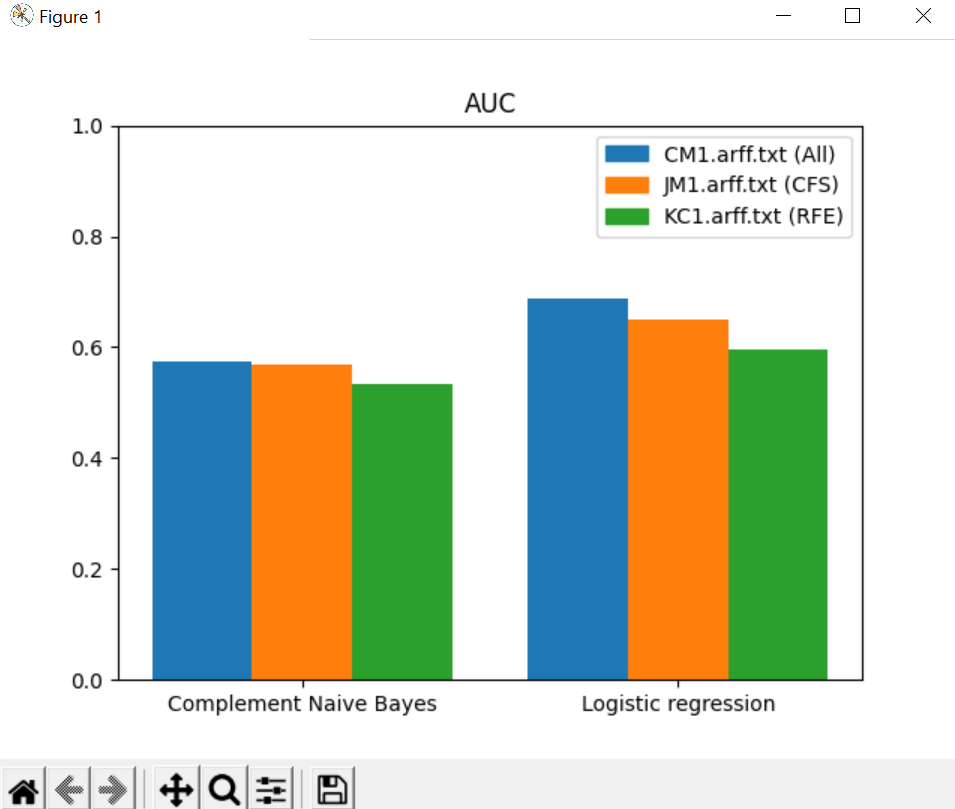 Figure 1
AUC
1.0
0.8
0.6
0.4
0.2
0.0
CM1.arff.txt (All)
JM1.arff.txt (CFS)
KC1.arff.txt (RFE)
Complement Naive Bayes
Logistic regression